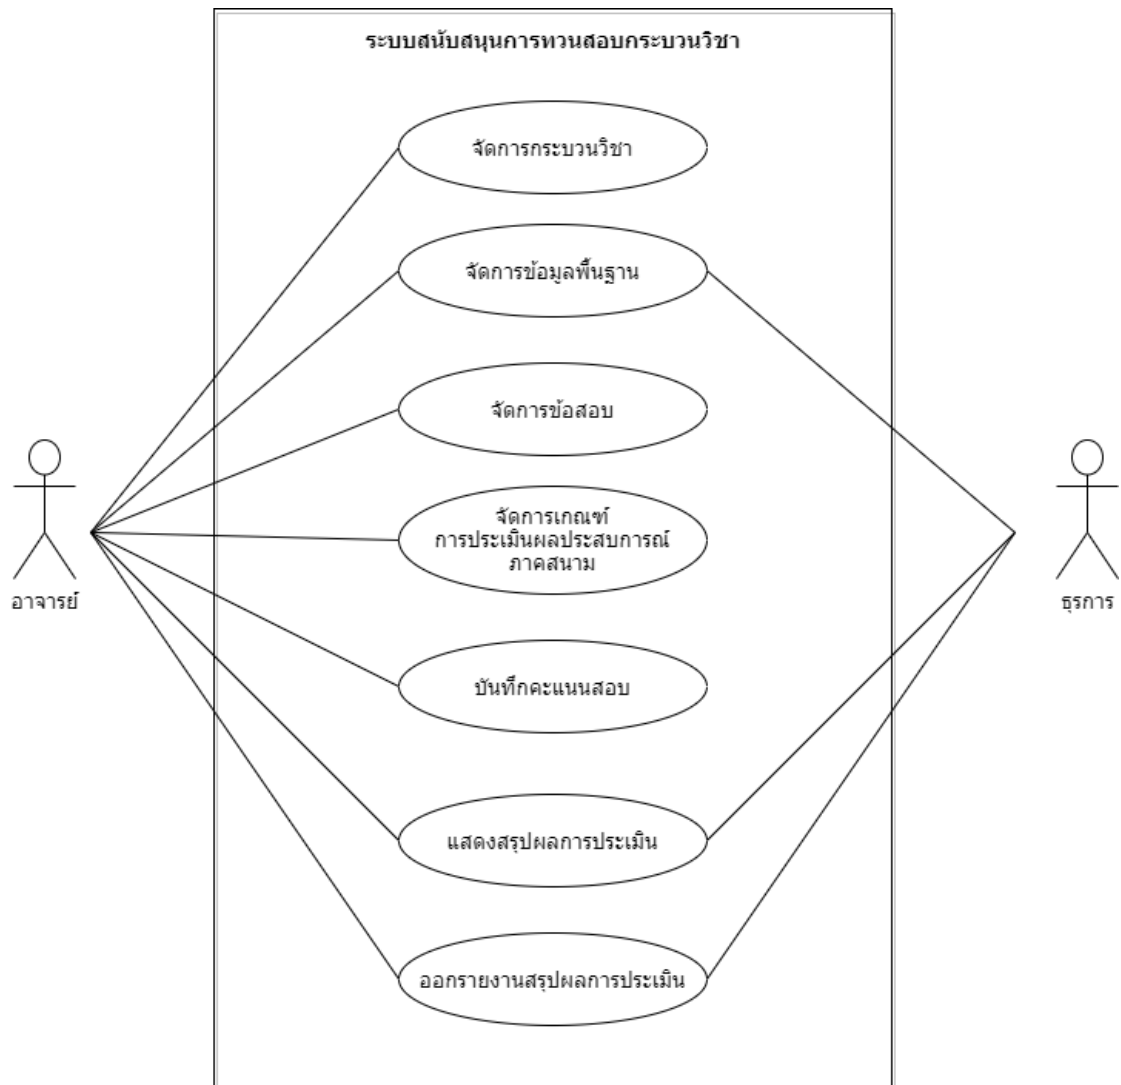 ระบบสนับสนุนการทวนสอบกระบวนวิชา
จัดการกระบวนวิชา
จัดการข้อมูลพื้นฐาน
จัดการข้อสอบ
จัดการเกณฑ์
การประเมินผลประสบการณ์
ภาคสนาม
อาจารย์
ธุรการ
บันทึกคะแนนสอบ
แสดงสรุปผลการประเมิน
ออกรายงานสรุปผลการประเมิน